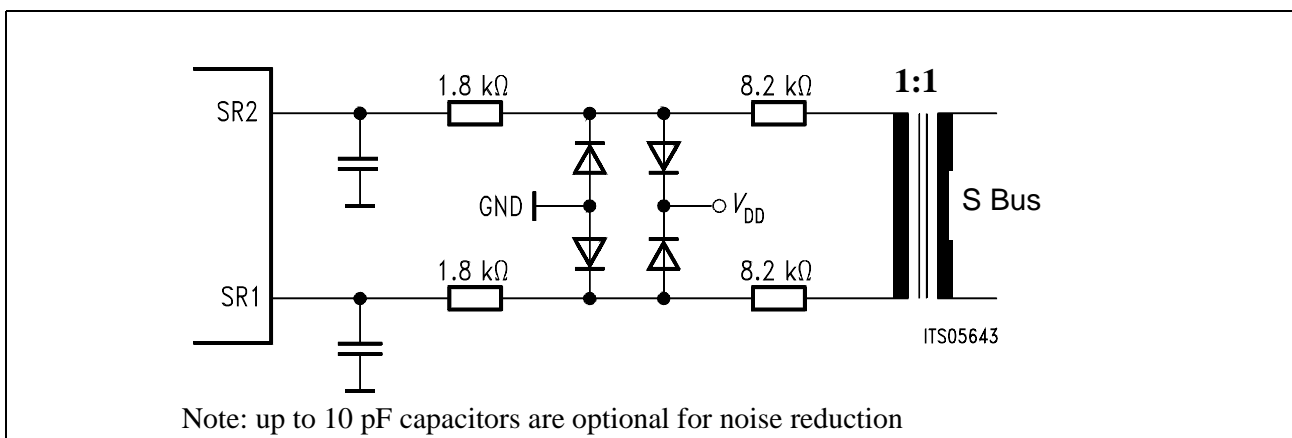 1.8 kΩ 8.2 kΩ 1:1
SR2
GND V_DD S Bus
1.8 kΩ 8.2 kΩ
SR1
ITS05643
Note: up to 10 pF capacitors are optional for noise reduction